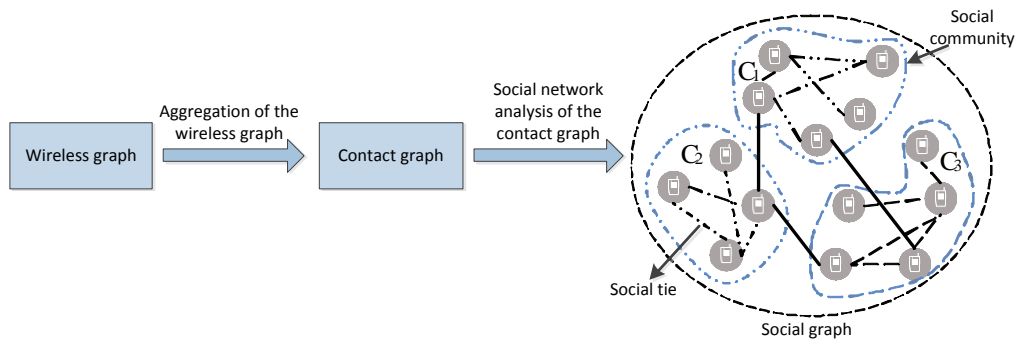 Wireless graph
Aggregation of the
wireless graph
Contact graph
Social network
analysis of the
contact graph
Social
community
C1
C2
C3
Social tie
Social graph